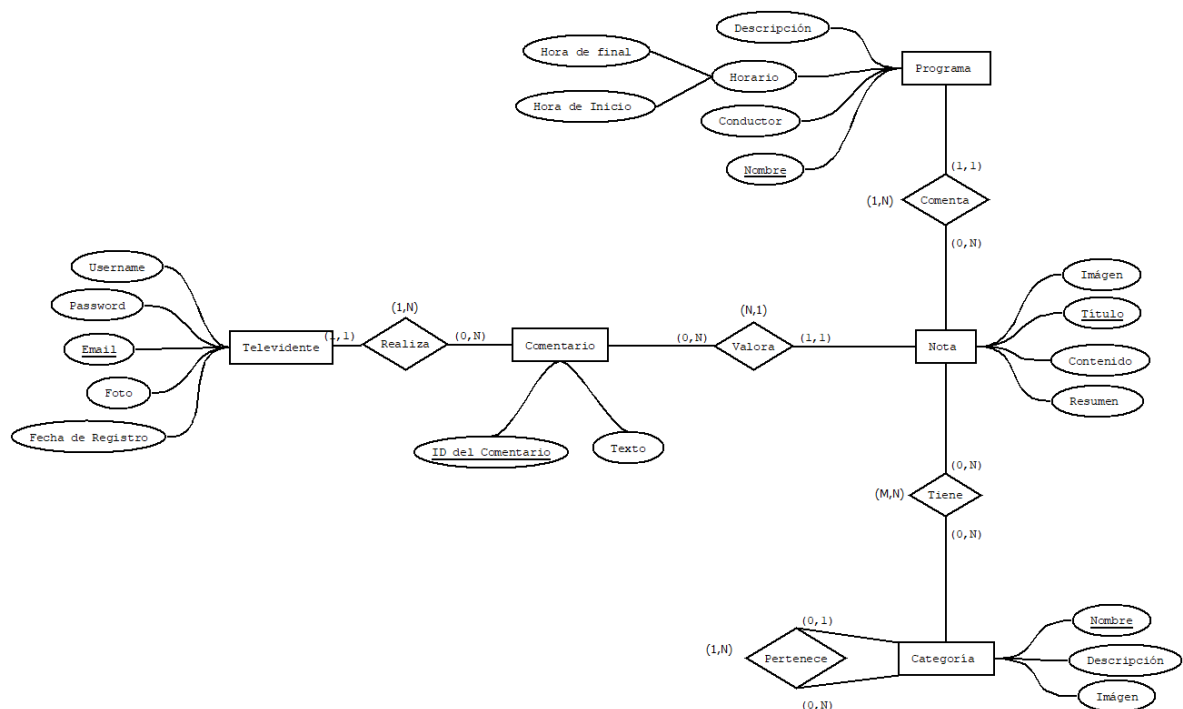 Descripción
Hora de final
Horario
Programa
Hora de Inicio
Conductor
Nombre
(1,1)
Comenta
(1,N)
(0,N)
Username
Password
Email
Foto
Fecha de Registro
Televidente
(1,1)
(1,N)
Realiza
(0,N)
Comentario
ID del Comentario
Texto
(0,N)
(N,1)
Valora
(1,1)
Nota
Imágen
Titulo
Contenido
Resumen
(0,N)
(M,N)
Tiene
(0,N)
(0,1)
(1,N)
Pertenece
(0,N)
Categoría
Nombre
Descripción
Imágen